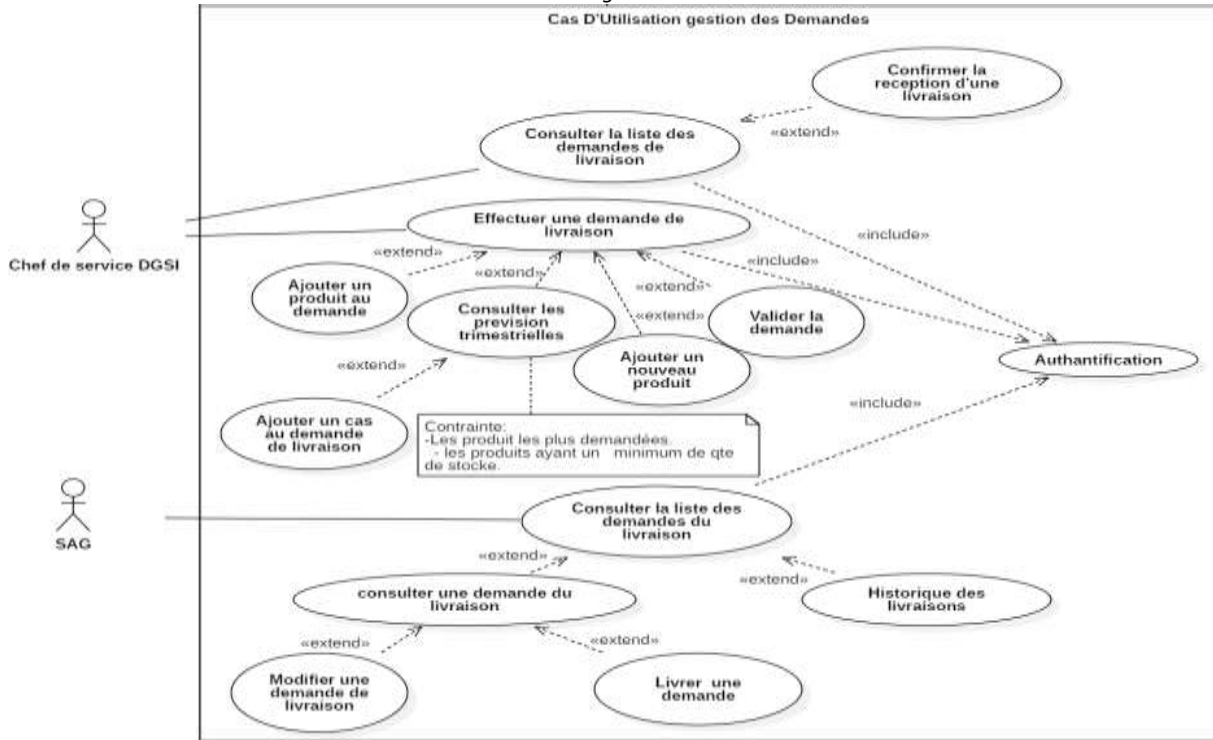 Cas D'Utilisation gestion des Demandes
Confirmer la
reception d'une
livraison
«extend»
Consulter la liste des
demandes de
livraison
Chef de service DGSI
Effectuer une demande de
livraison
«include»
«extend»
«include»
Ajouter un
produit au
demande
«extend»
Consulter les
prevision
trimestrielles
«extend»
«extend»
Valider la
demande
Ajouter un
nouveau
produit
Authantification
«extend»
Ajouter un cas
au demande
de livraison
Contrainte:
-Les produit les plus demandées.
- les produits ayant un minimum de qte
de stocke.
«include»
SAG
Consulter la liste des
demandes du
livraison
«extend»
«extend»
consulter une demande du
livraison
Historique des
livraisons
«extend»
«extend»
Modifier une
demande de
livraison
Livrer une
demande